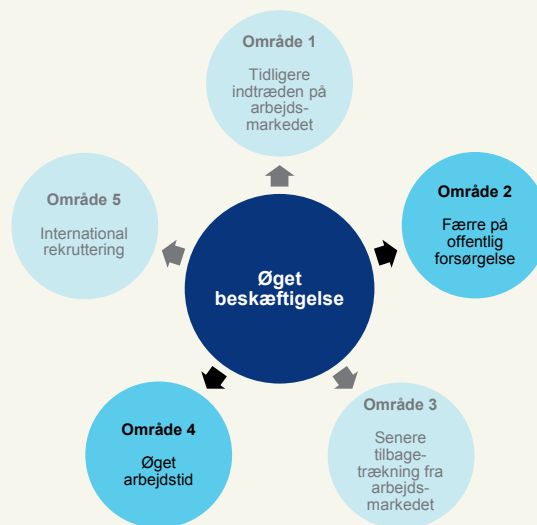 Område 1
Tidligere
indtræden på
arbejds-
markedet
Område 5
International
rekruttering
Område 2
Færre på
offentlig
forsørgelse
Øget
beskæftigelse
Område 4
Øget
arbejdstid
Område 3
Senere
tilbage-
trækning fra
arbejds-
markedet